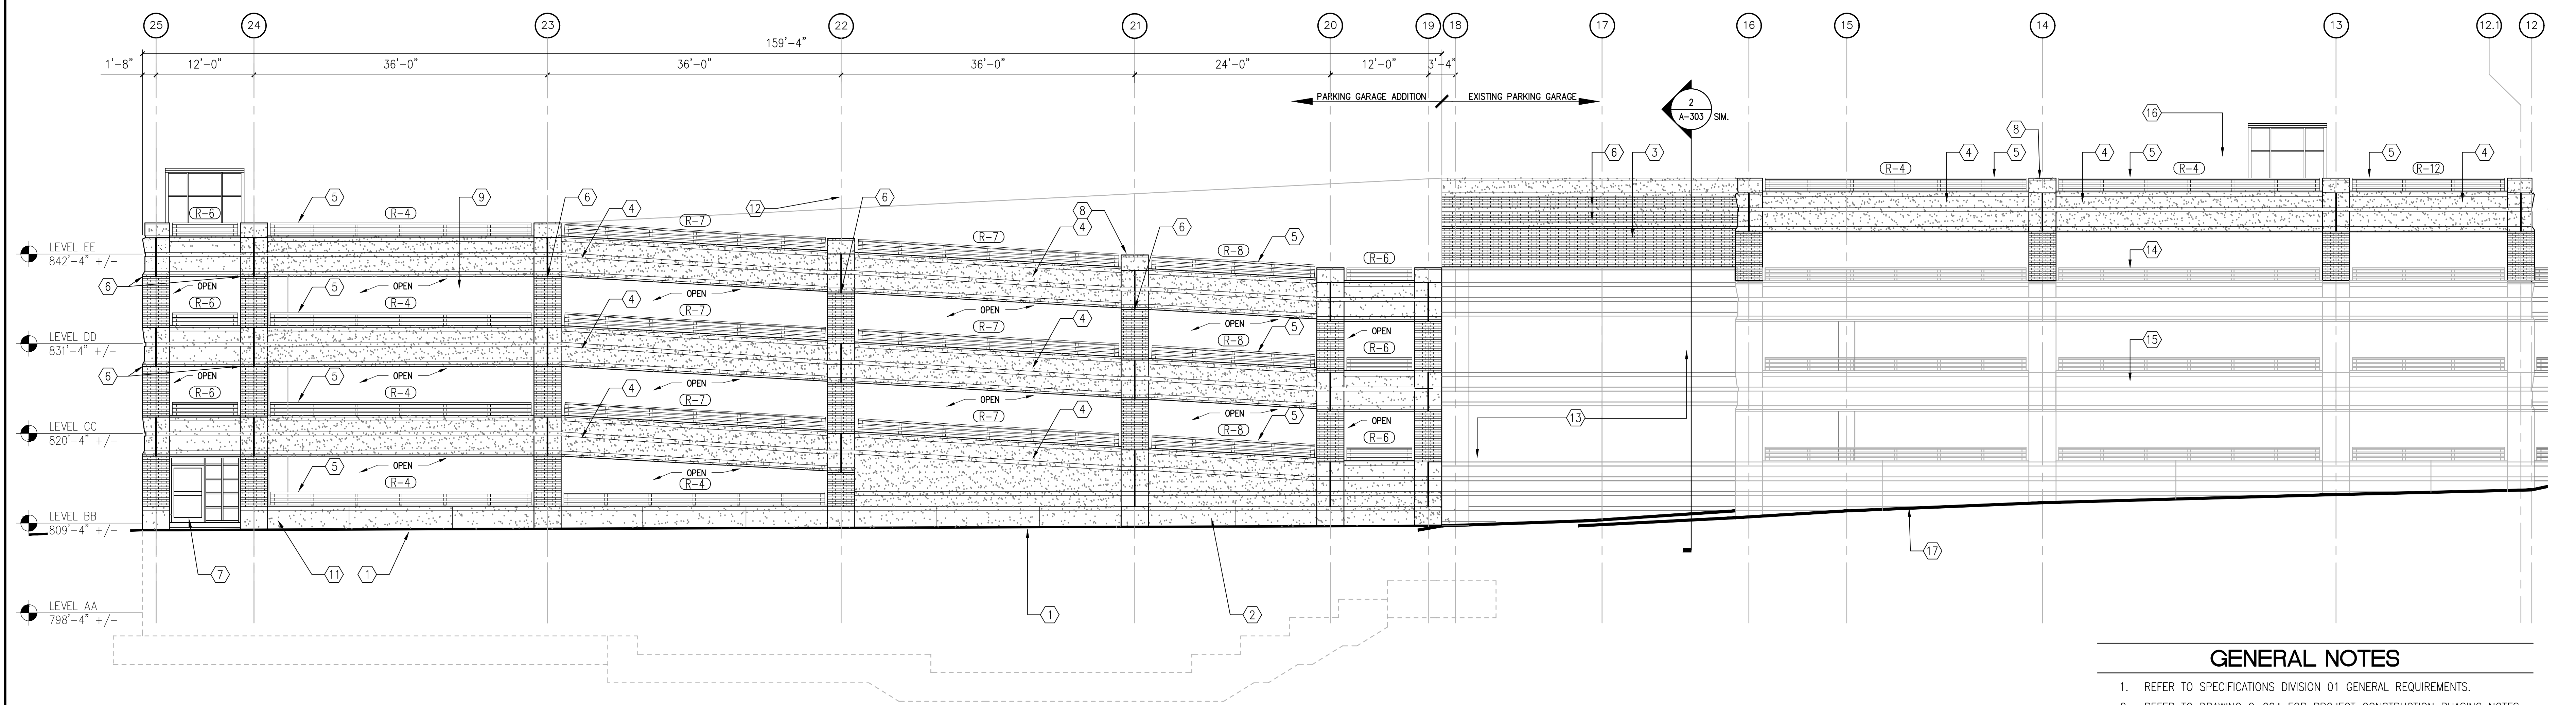 25 24 23 22 21 20 19 18 17 16 15 14 13 12.1 12
159'-4"
1'-8" 12'-0" 36'-0" 36'-0" 36'-0" 24'-0" 12'-0" 3'-4"
PARKING GARAGE ADDITION EXISTING PARKING GARAGE
2
A-303 SIM.
16
8
6 3 R-4 4 5 4 5 R-4 5 R-12 4
5 9 6 4 12 6 8 6
R-6 R-4 R-7 R-7 4 R-8 5 R-6
LEVEL EE
842'-4" +/-
14
6 OPEN R-6 5 OPEN R-4 4 OPEN R-7 OPEN R-7 4 OPEN R-8 5 OPEN R-6
LEVEL DD
831'-4" +/-
15
6 OPEN R-6 5 OPEN R-4 4 OPEN R-7 OPEN R-7 4 OPEN R-8 5 OPEN R-6
13
LEVEL CC
820'-4" +/-
5 OPEN R-4 OPEN R-4
LEVEL BB
809'-4" +/-
17
7 11 1
LEVEL AA
798'-4" +/-
1 2
GENERAL NOTES
1. REFER TO SPECIFICATIONS DIVISION 01 GENERAL REQUIREMENTS.